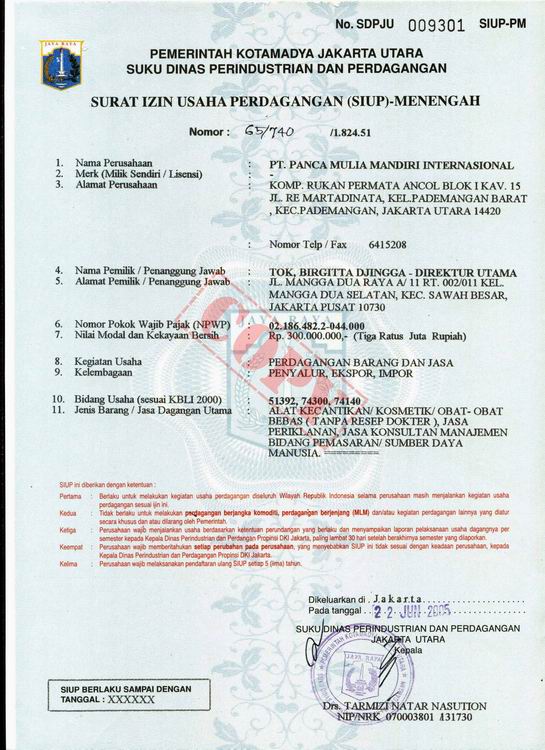 No. SDPJU 009301 SIUP-PM
JAYA RAYA
PEMERINTAH KOTAMADYA JAKARTA UTARA
SUKU DINAS PERINDUSTRIAN DAN PERDAGANGAN
SURAT IZIN USAHA PERDAGANGAN (SIUP)-MENENGAH
Nomor : 65/740 /1.824.51
1. Nama Perusahaan : PT. PANCA MULIA MANDIRI INTERNASIONAL
2. Merk (Milik Sendiri / Lisensi) : -
3. Alamat Perusahaan : KOMP. RUKAN PERMATA ANCOL BLOK I KAV. 15
JL. RE MARTADINATA, KEL.PADEMANGAN BARAT
, KEC.PADEMANGAN, JAKARTA UTARA 14420
: Nomor Telp / Fax 6415208
4. Nama Pemilik / Penanggung Jawab : TOK, BIRGITTA DJINGGA - DIREKTUR UTAMA
5. Alamat Pemilik / Penanggung Jawab : JL. MANGGA DUA RAYA A/ 11 RT. 002/011 KEL.
MANGGA DUA SELATAN, KEC. SAWAH BESAR,
JAKARTA PUSAT 10730
6. Nomor Pokok Wajib Pajak (NPWP) : 02.186.482.2-044.000
7. Nilai Modal dan Kekayaan Bersih : Rp. 300.000.000,- (Tiga Ratus Juta Rupiah)
8. Kegiatan Usaha : PERDAGANGAN BARANG DAN JASA
9. Kelembagaan : PENYALUR, EKSPOR, IMPOR
10. Bidang Usaha (sesuai KBLI 2000) : 51392, 74300, 74140
11. Jenis Barang / Jasa Dagangan Utama : ALAT KECANTIKAN/ KOSMETIK/ OBAT- OBAT
BEBAS ( TANPA RESEP DOKTER ), JASA
PERIKLANAN, JASA KONSULTAN MANAJEMEN
BIDANG PEMASARAN/ SUMBER DAYA
MANUSIA.
COPY
JAYA RAYA
SIUP ini diberikan dengan ketentuan :
Pertama : Berlaku untuk melakukan kegiatan usaha perdagangan diseluruh Wilayah Republik Indonesia selama perusahaan masih menjalankan kegiatan usaha
perdagangan sesuai ijin ini.
Kedua : Tidak berlaku untuk melakukan perdagangan berjangka komoditi, perdagangan berjenjang (MLM) dan/atau kegiatan perdagangan lainnya yang diatur
secara khusus dan atau dilarang oleh Pemerintah.
Ketiga : Perusahaan wajib menjalankan usaha berdasarkan ketentuan perundangan yang berlaku dan menyampaikan laporan pelaksanaan usaha dagangnya per
semester kepada Kepala Dinas Perindustrian dan Perdagangan Propinsi DKI Jakarta, paling lambat 30 hari setelah berakhirnya semester yang dilaporkan.
Keempat : Perusahaan wajib memberitahukan setiap perubahan pada perusahaan, yang menyebabkan SIUP ini tidak sesuai dengan keadaan perusahaan, kepada
Kepala Dinas Perindustrian dan Perdagangan Propinsi DKI Jakarta.
Kelima : Perusahaan wajib melaksanakan pendaftaran ulang SIUP setiap 5 (lima) tahun.
Dikeluarkan di : Jakarta
Pada tanggal : 22 JUN 2005
SUKU DINAS PERINDUSTRIAN DAN PERDAGANGAN
JAKARTA UTARA
Kepala
JAYA RAYA
Drs. TARMIZI NATAR NASUTION
NIP/NRK 070003801 /131730
SIUP BERLAKU SAMPAI DENGAN
TANGGAL : XXXXXX